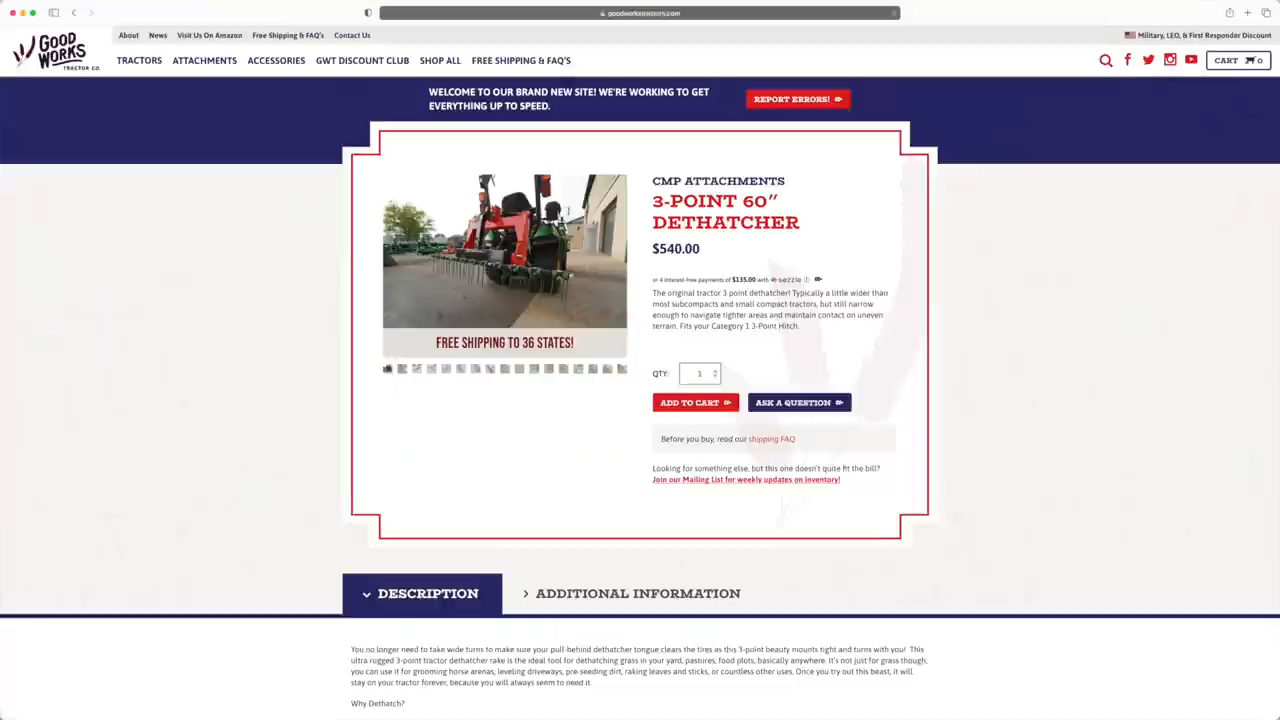 goodworkstractors.com
GOOD
WORKS
TRACTOR CO.
About News Visit Us On Amazon Free Shipping & FAQ's Contact Us
Military, LEO, & First Responder Discount
TRACTORS ATTACHMENTS ACCESSORIES GWT DISCOUNT CLUB SHOP ALL FREE SHIPPING & FAQ'S
CART 0
WELCOME TO OUR BRAND NEW SITE! WE'RE WORKING TO GET
EVERYTHING UP TO SPEED.
REPORT ERRORS!
CMP ATTACHMENTS
3-POINT 60″
DETHATCHER
$540.00
or 4 interest-free payments of $135.00 with sezzle
The original tractor 3 point dethatcher! Typically a little wider than
most subcompacts and small compact tractors, but still narrow
enough to navigate tighter areas and maintain contact on uneven
terrain. Fits your Category 1 3-Point Hitch.
FREE SHIPPING TO 36 STATES!
QTY: 1
ADD TO CART ASK A QUESTION
Before you buy, read our shipping FAQ
Looking for something else, but this one doesn't quite fit the bill?
Join our Mailing List for weekly updates on inventory!
DESCRIPTION ADDITIONAL INFORMATION
You no longer need to take wide turns to make sure your pull-behind dethatcher tongue clears the tires as this 3-point beauty mounts tight and turns with you! This
ultra rugged 3-point tractor dethatcher rake is the ideal tool for dethatching grass in your yard, pastures, food plots, basically anywhere. It's not just for grass though,
you can use it for grooming horse arenas, leveling driveways, pre-seeding dirt, raking leaves and sticks, or countless other uses. Once you try out this beast, it will
stay on your tractor forever, because you will always seem to need it.
Why Dethatch?